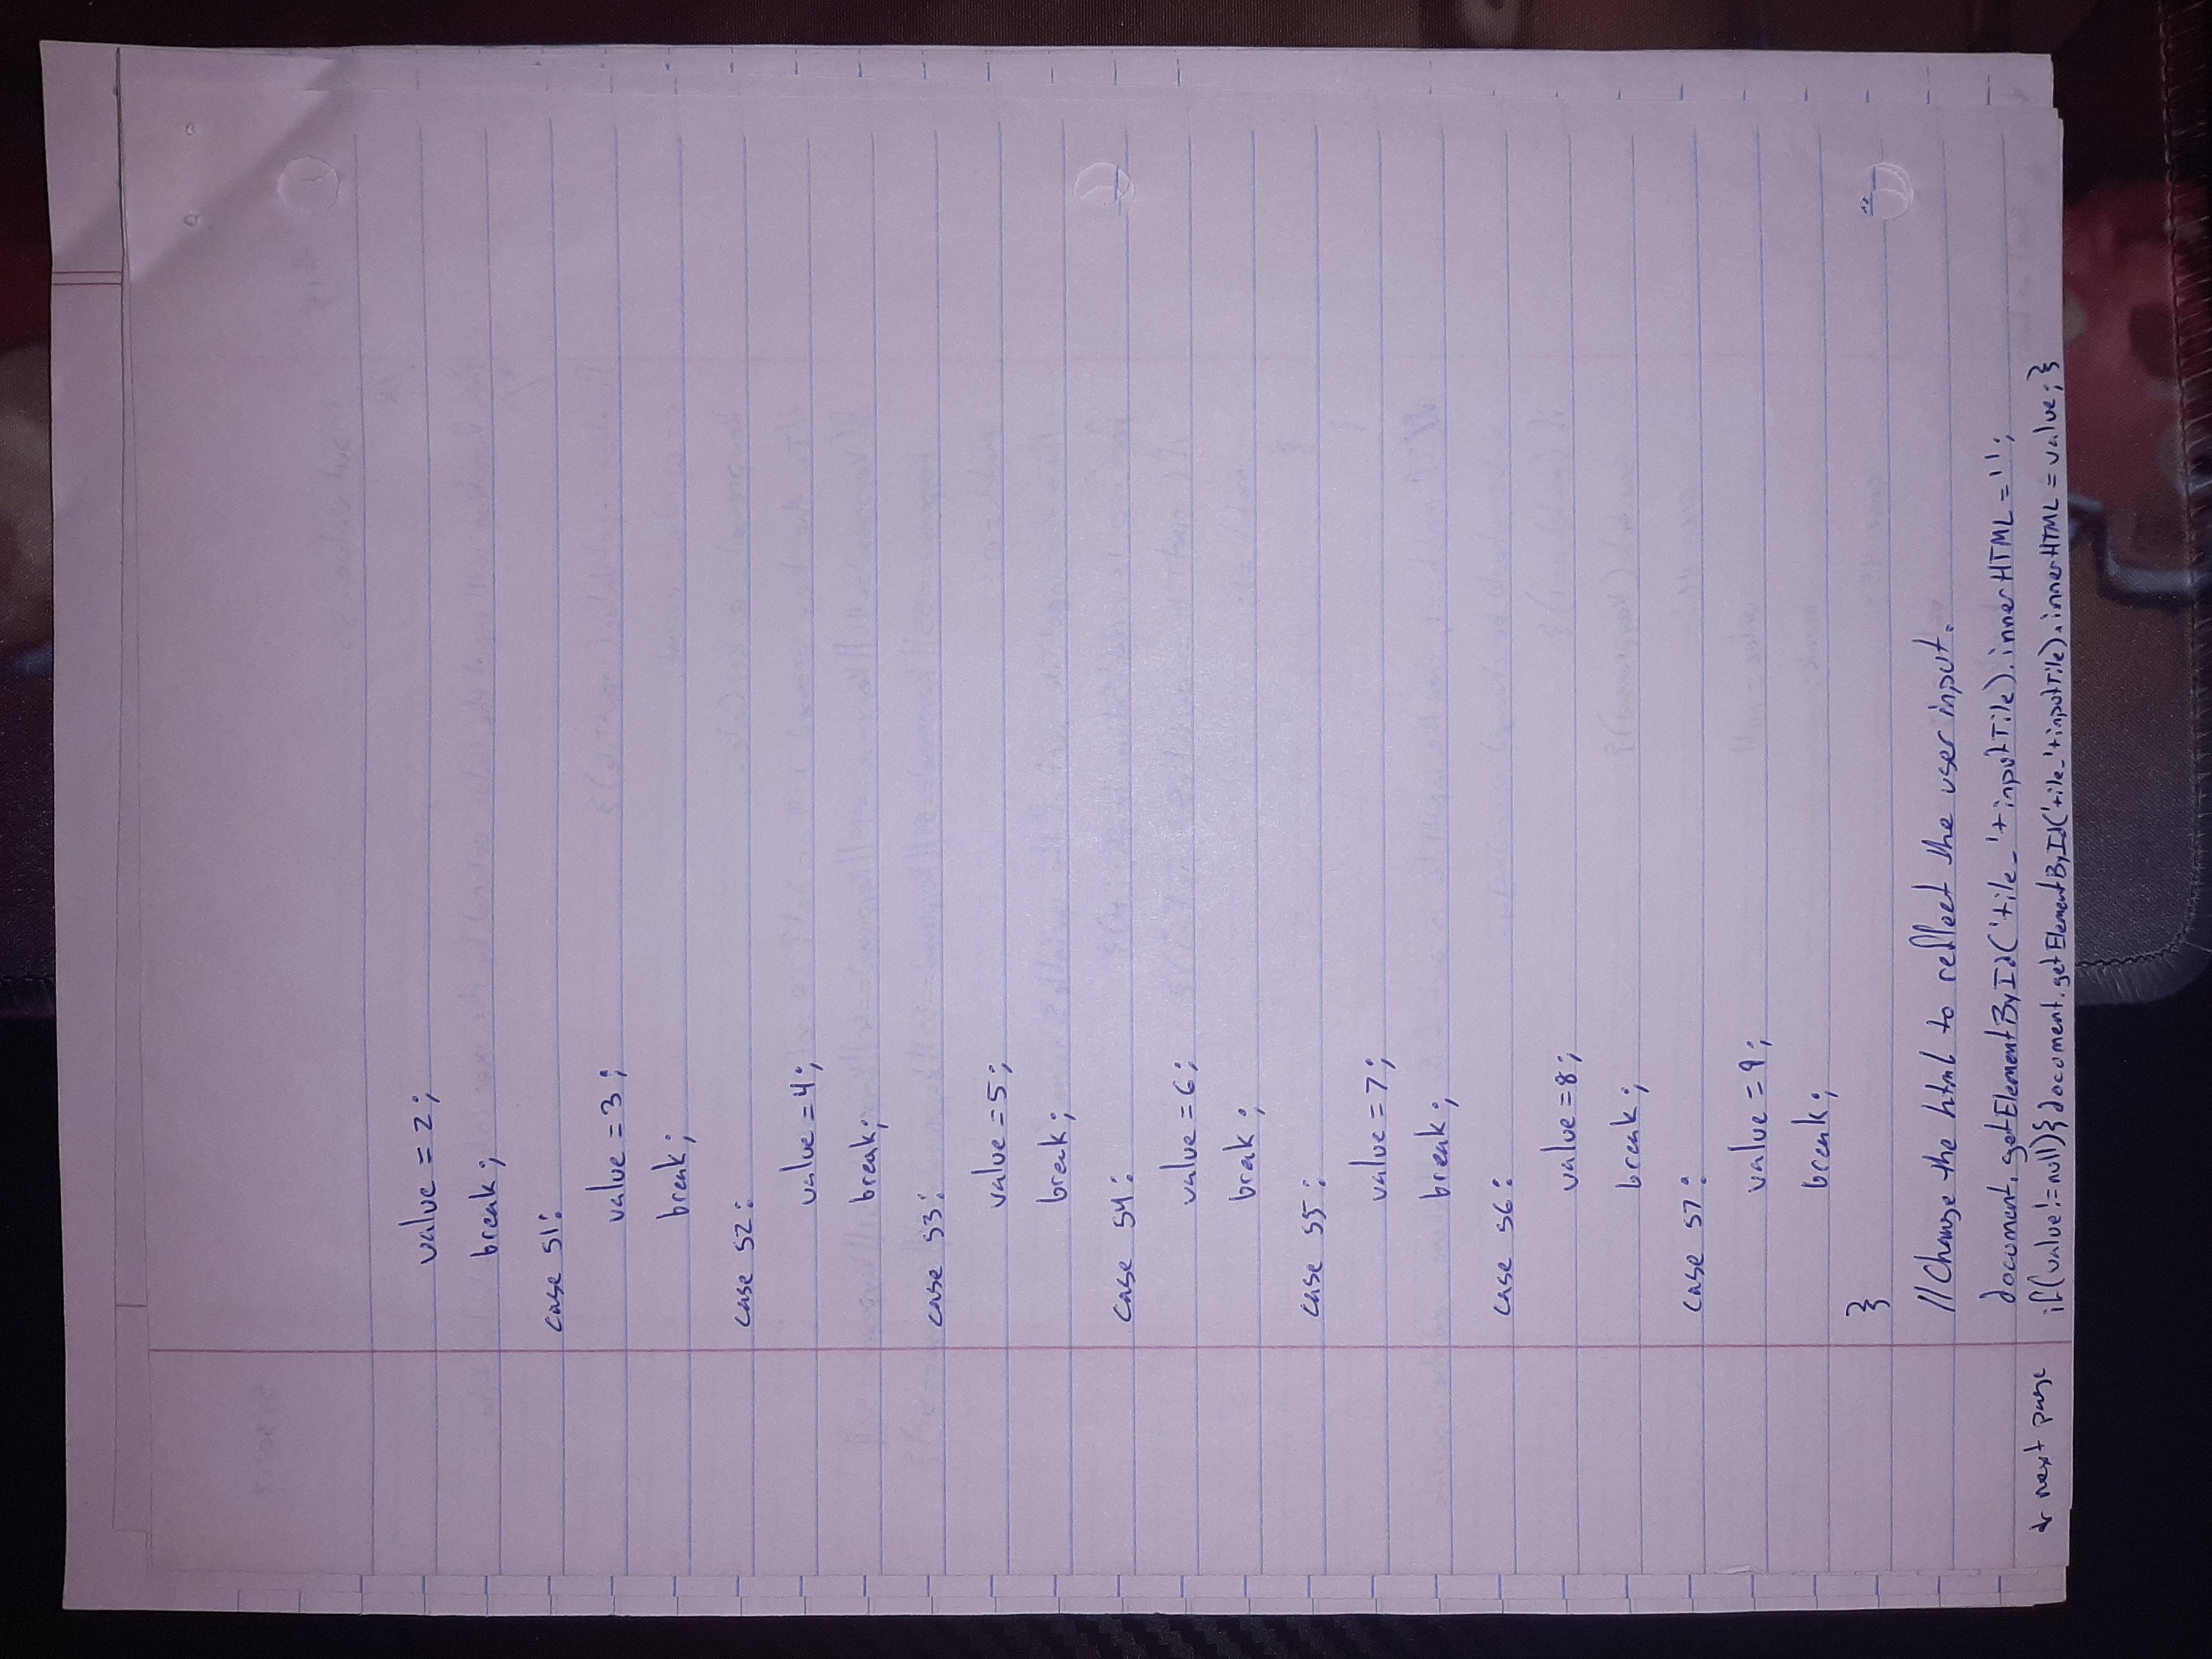 value = 2;
break;
case 51:
value = 3;
break;
case 52:
value = 4;
break;
case 53:
value = 5;
break;
case 54:
value = 6;
break;
case 55:
value = 7;
break;
case 56:
value = 8;
break;
case 57:
value = 9;
break;
}
//Change the html to reflect the user input.
document.getElementById('tile_'+inputTile).innerHTML = '';
if(value!=null){document.getElementById('tile_'+inputTile).innerHTML = value;}
next page